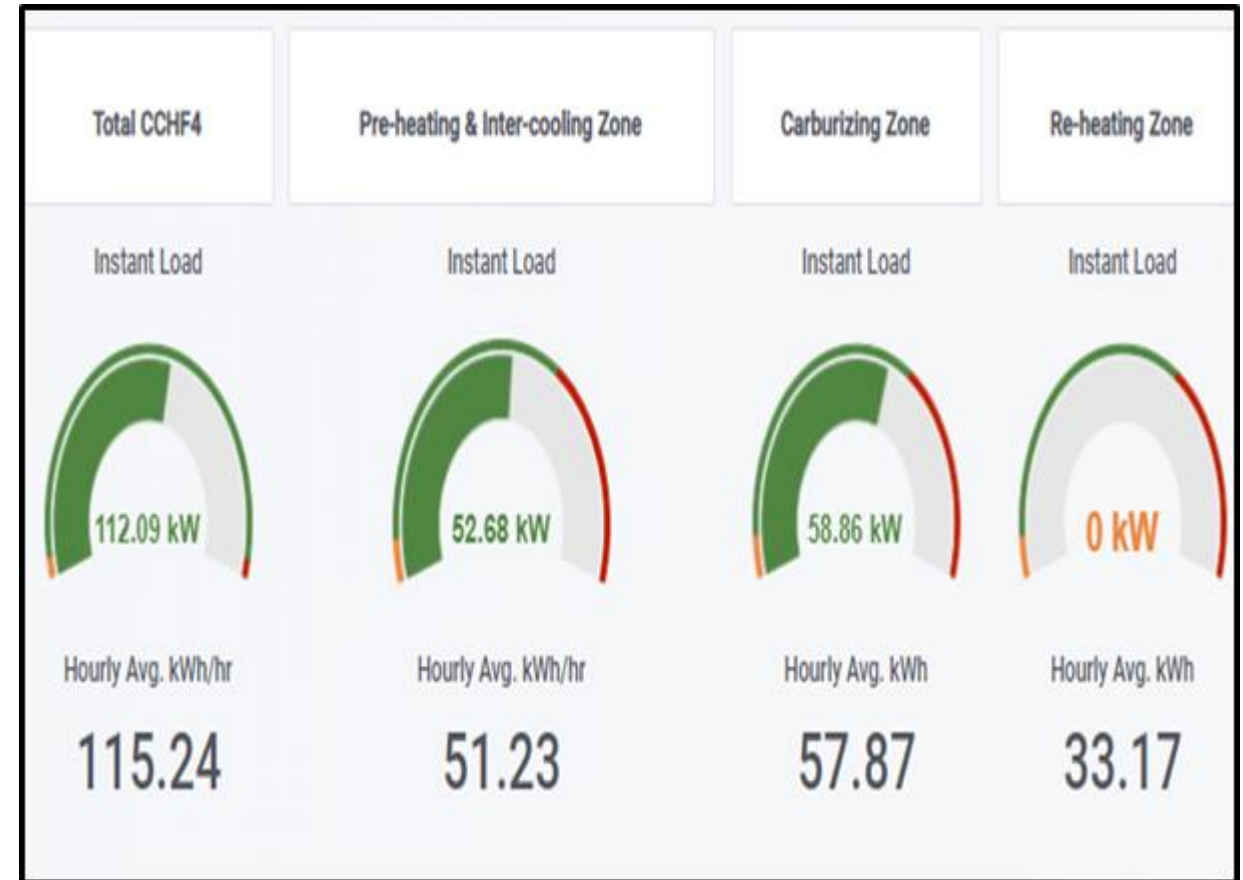 Total CCHF4
Pre-heating & Inter-cooling Zone
Carburizing Zone
Re-heating Zone
Instant Load
Instant Load
Instant Load
Instant Load
112.09 kW
52.68 kW
58.86 kW
0 kW
Hourly Avg. kWh/hr
Hourly Avg. kWh/hr
Hourly Avg. kWh
Hourly Avg. kWh
115.24
51.23
57.87
33.17